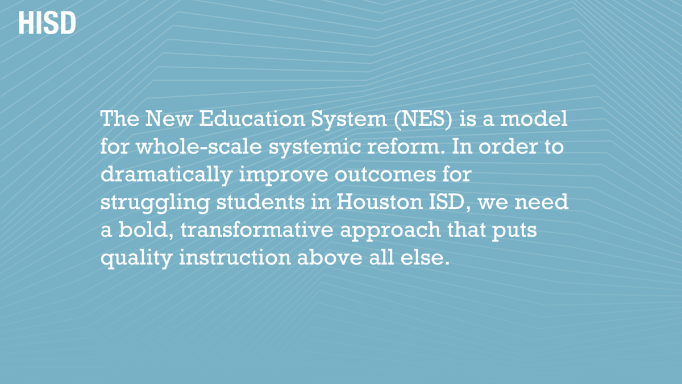 HISD
The New Education System (NES) is a model
for whole-scale systemic reform. In order to
dramatically improve outcomes for
struggling students in Houston ISD, we need
a bold, transformative approach that puts
quality instruction above all else.